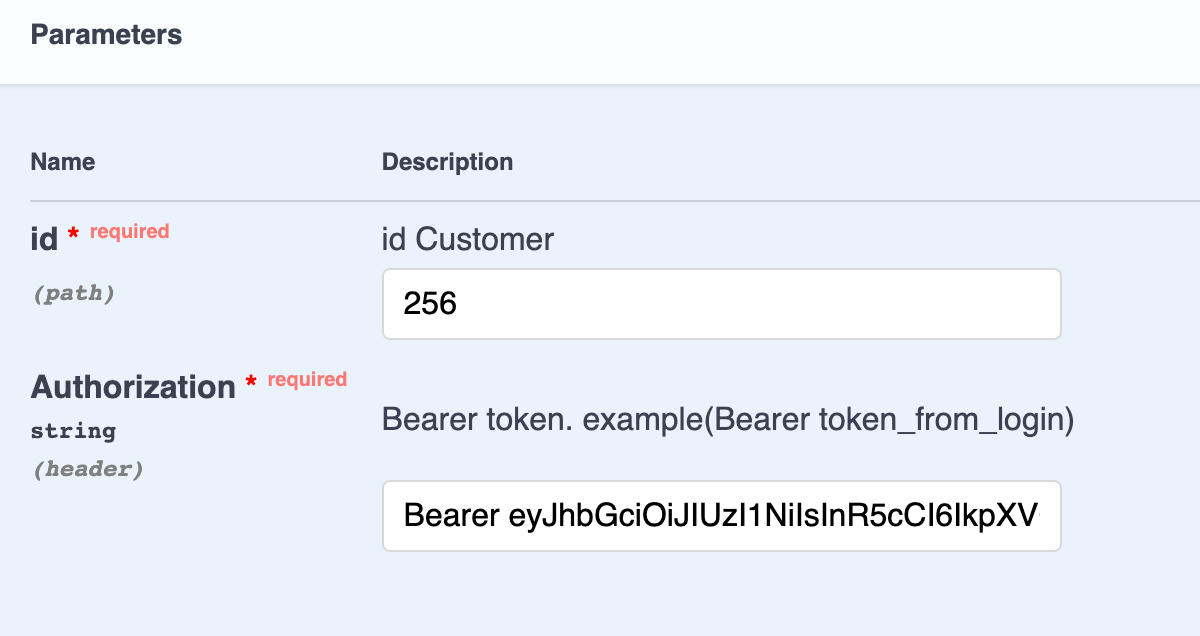 Parameters
Name Description
id * required
id Customer
(path)
256
Authorization * required
string
(header)
Bearer token. example(Bearer token_from_login)
Bearer eyJhbGciOiJIUzI1NiIsInR5cCI6IkpXV